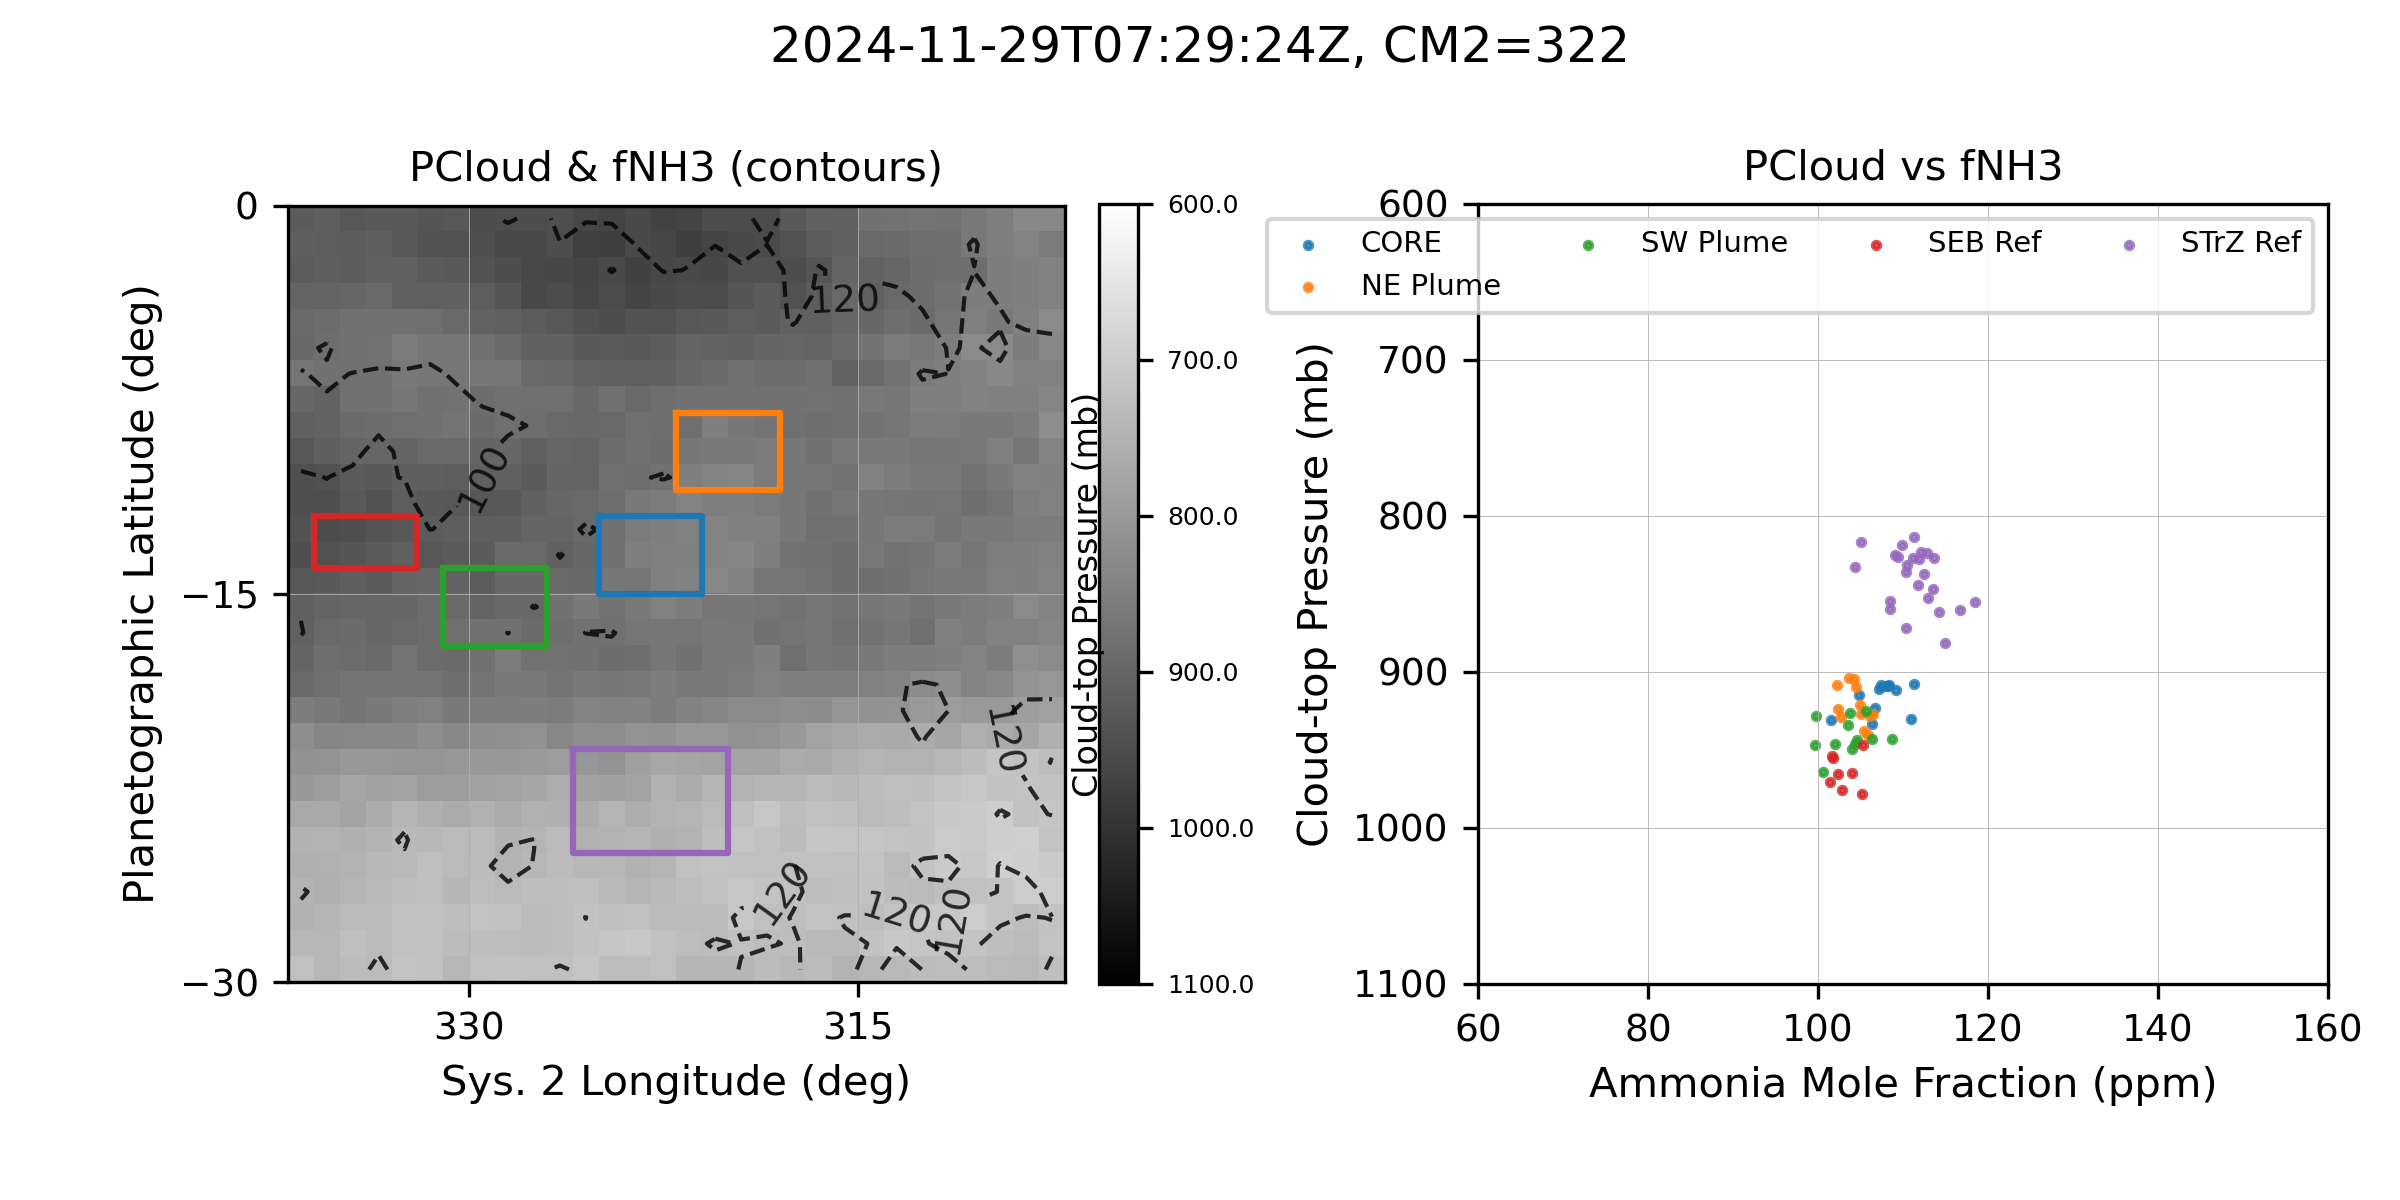 2024-11-29T07:29:24Z, CM2=322
PCloud & fNH3 (contours)
0
−15
−30
Planetographic Latitude (deg)
330
315
Sys. 2 Longitude (deg)
120
100
120
120
120
120
600.0
700.0
800.0
900.0
1000.0
1100.0
Cloud-top Pressure (mb)
PCloud vs fNH3
CORE
NE Plume
SW Plume
SEB Ref
STrZ Ref
600
700
800
900
1000
1100
Cloud-top Pressure (mb)
60
80
100
120
140
160
Ammonia Mole Fraction (ppm)